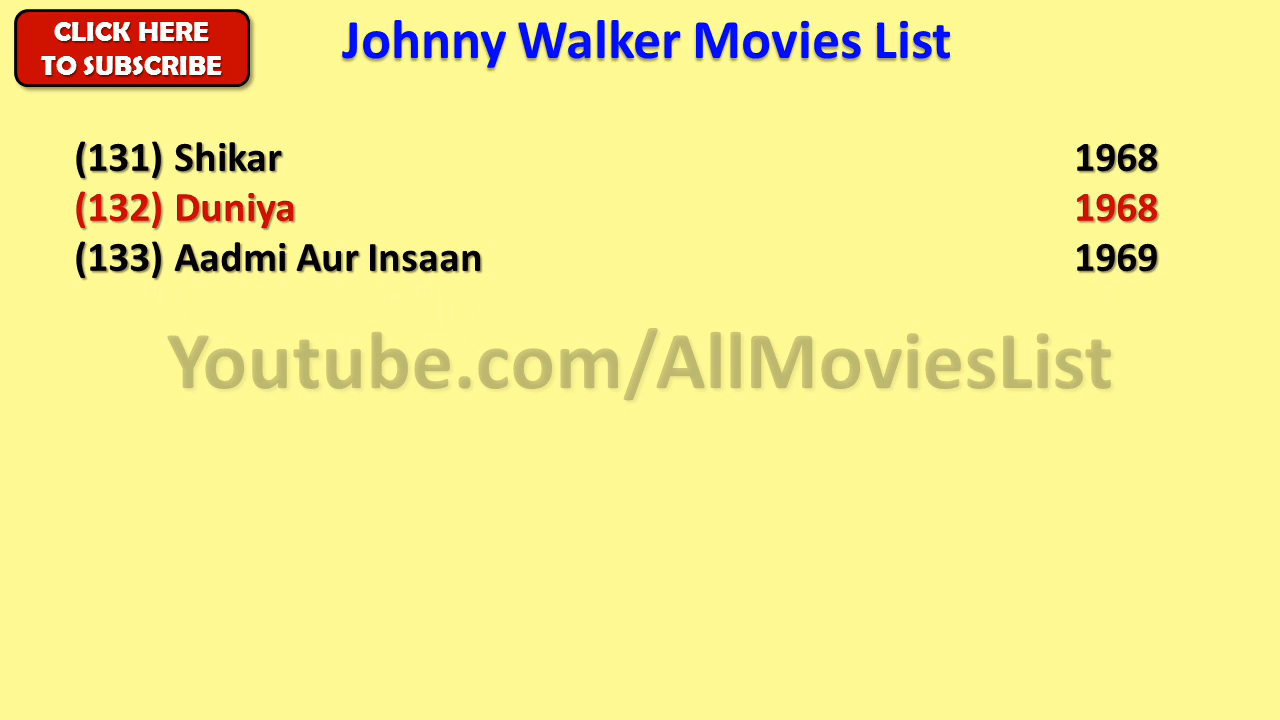 CLICK HERE
TO SUBSCRIBE
Johnny Walker Movies List
(131) Shikar 1968
(132) Duniya 1968
(133) Aadmi Aur Insaan 1969
Youtube.com/AllMoviesList